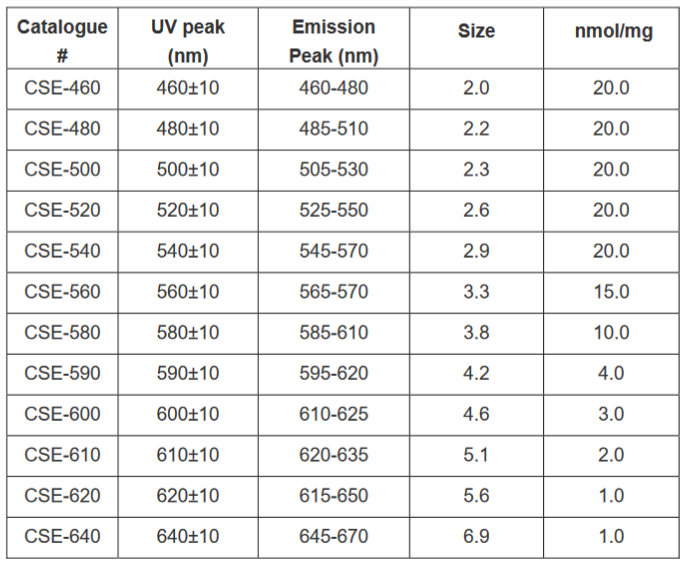 Catalogue # UV peak (nm) Emission Peak (nm) Size nmol/mg
CSE-460 460±10 460-480 2.0 20.0
CSE-480 480±10 485-510 2.2 20.0
CSE-500 500±10 505-530 2.3 20.0
CSE-520 520±10 525-550 2.6 20.0
CSE-540 540±10 545-570 2.9 20.0
CSE-560 560±10 565-570 3.3 15.0
CSE-580 580±10 585-610 3.8 10.0
CSE-590 590±10 595-620 4.2 4.0
CSE-600 600±10 610-625 4.6 3.0
CSE-610 610±10 620-635 5.1 2.0
CSE-620 620±10 615-650 5.6 1.0
CSE-640 640±10 645-670 6.9 1.0